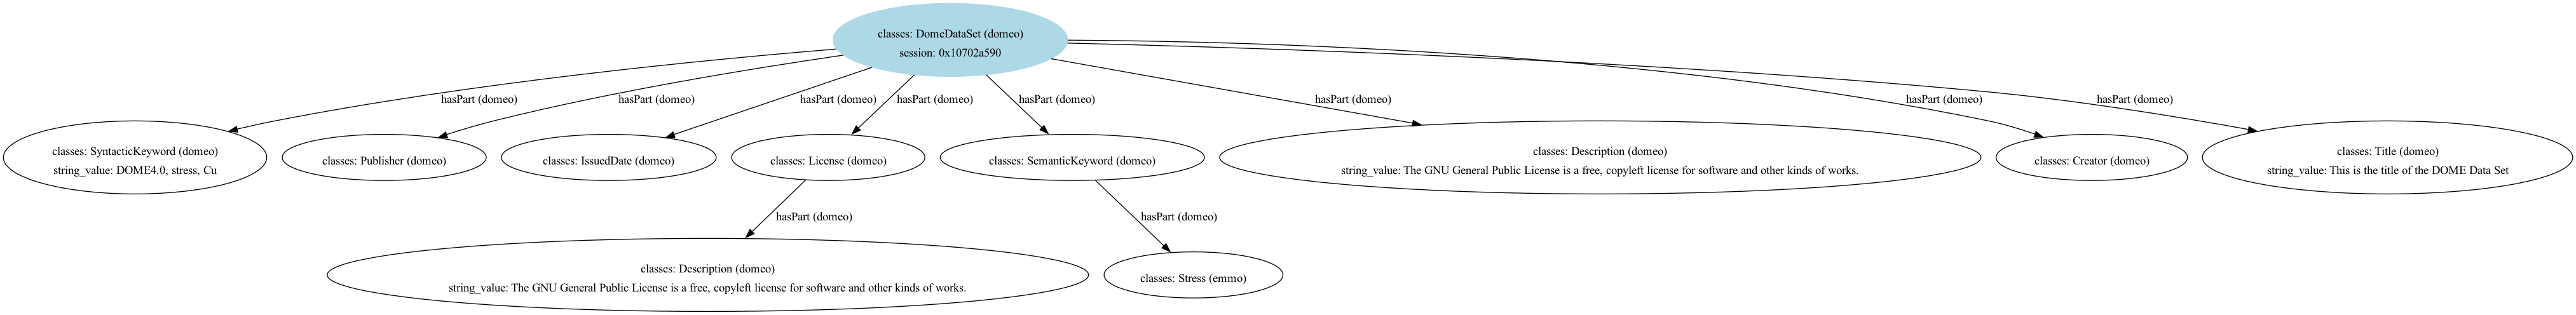 classes: DomeDataSet (domeo)
session: 0x10702a590
hasPart (domeo)
hasPart (domeo)
hasPart (domeo)
hasPart (domeo)
hasPart (domeo)
hasPart (domeo)
hasPart (domeo)
hasPart (domeo)
classes: SyntacticKeyword (domeo)
string_value: DOME4.0, stress, Cu
classes: Publisher (domeo)
classes: IssuedDate (domeo)
classes: License (domeo)
classes: SemanticKeyword (domeo)
classes: Description (domeo)
string_value: The GNU General Public License is a free, copyleft license for software and other kinds of works.
classes: Creator (domeo)
classes: Title (domeo)
string_value: This is the title of the DOME Data Set
hasPart (domeo)
hasPart (domeo)
classes: Description (domeo)
string_value: The GNU General Public License is a free, copyleft license for software and other kinds of works.
classes: Stress (emmo)